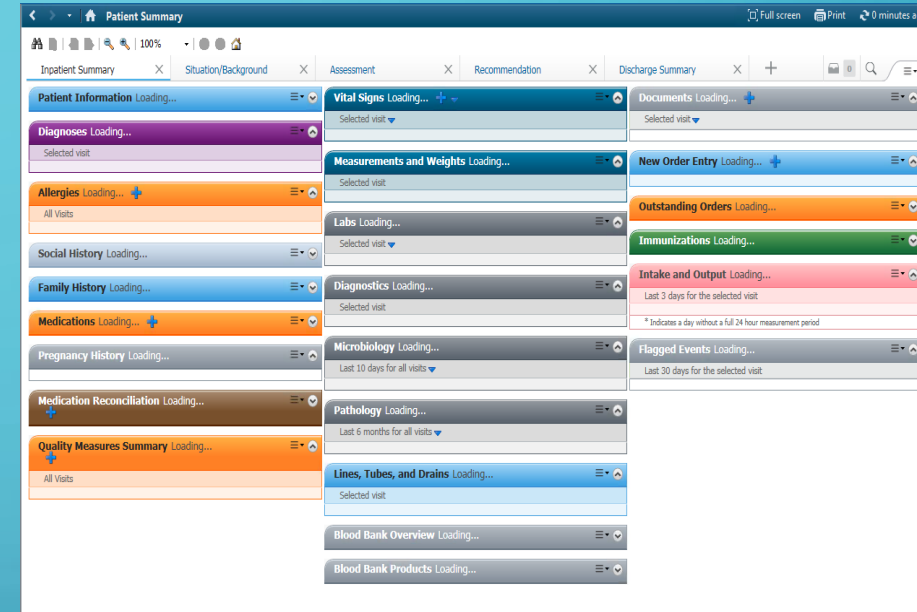 Patient Summary
Full screen Print 0 minutes a
100%
Inpatient Summary Situation/Background Assessment Recommendation Discharge Summary 0
Patient Information Loading...
Diagnoses Loading...
Selected visit
Allergies Loading...
All Visits
Social History Loading...
Family History Loading...
Medications Loading...
Pregnancy History Loading...
Medication Reconciliation Loading...
Quality Measures Summary Loading...
All Visits
Vital Signs Loading...
Selected visit
Measurements and Weights Loading...
Selected visit
Labs Loading...
Selected visit
Diagnostics Loading...
Selected visit
Microbiology Loading...
Last 10 days for all visits
Pathology Loading...
Last 6 months for all visits
Lines, Tubes, and Drains Loading...
Selected visit
Blood Bank Overview Loading...
Blood Bank Products Loading...
Documents Loading...
Selected visit
New Order Entry Loading...
Outstanding Orders Loading...
Immunizations Loading...
Intake and Output Loading...
Last 3 days for the selected visit
* Indicates a day without a full 24 hour measurement period
Flagged Events Loading...
Last 30 days for the selected visit